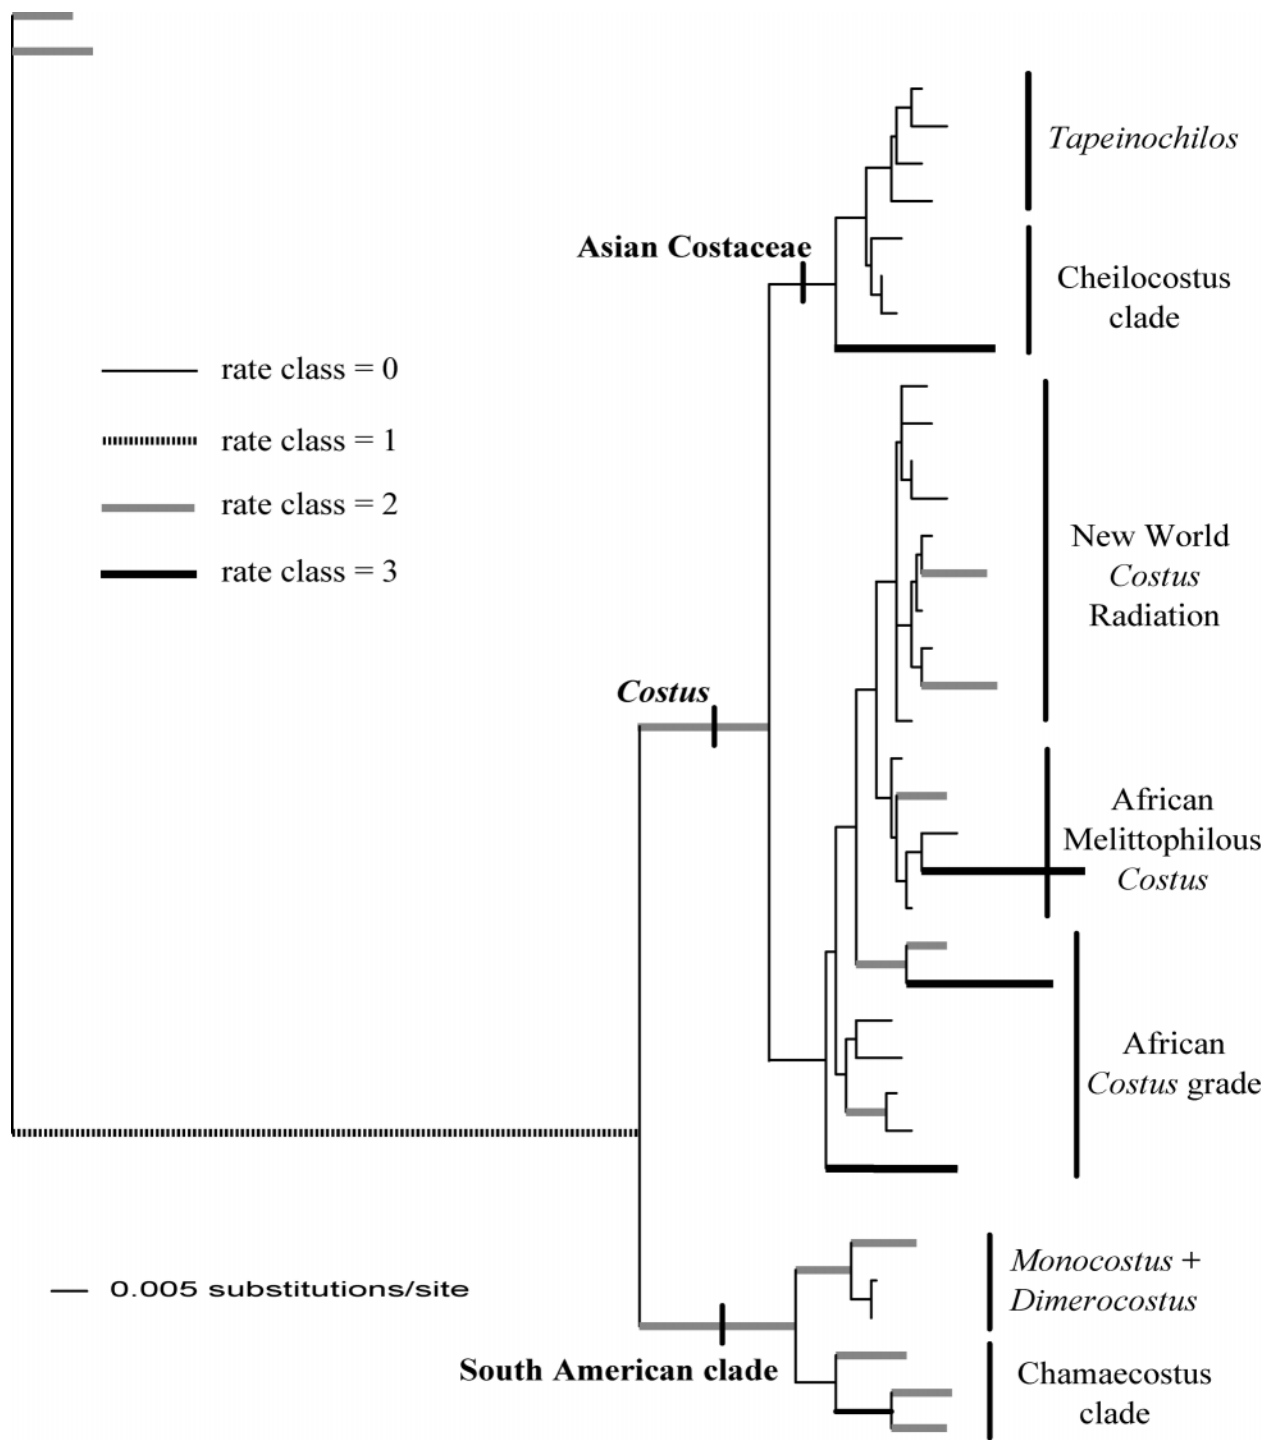 Tapeinochilos
Asian Costaceae
Cheilocostus
clade
rate class = 0
rate class = 1
rate class = 2
rate class = 3
New World
Costus
Radiation
Costus
African
Melittophilous
Costus
African
Costus grade
0.005 substitutions/site
Monocostus +
Dimerocostus
South American clade
Chamaecostus
clade